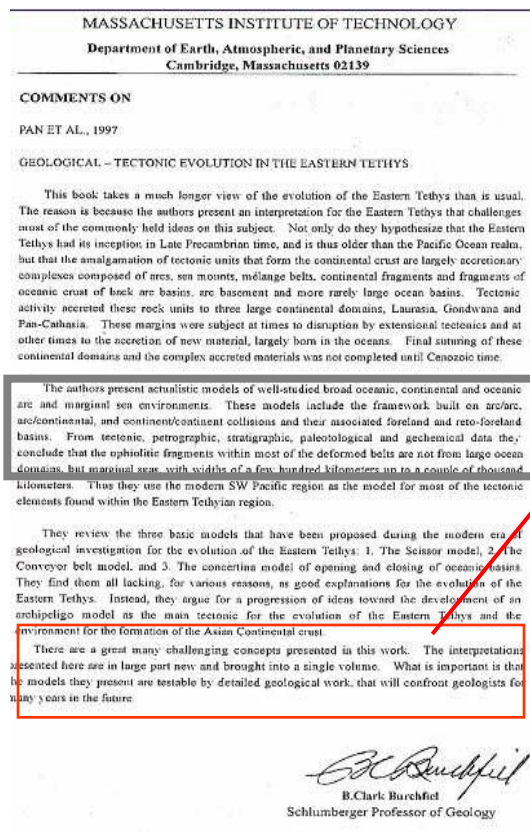 MASSACHUSETTS INSTITUTE OF TECHNOLOGY
Department of Earth, Atmospheric, and Planetary Sciences
Cambridge, Massachusetts 02139
COMMENTS ON
PAN ET AL., 1997
GEOLOGICAL – TECTONIC EVOLUTION IN THE EASTERN TETHYS
This book takes a much longer view of the evolution of the Eastern Tethys than is usual.
The reason is because the authors present an interpretation for the Eastern Tethys that challenges
most of the commonly held ideas on this subject. Not only do they hypothesize that the Eastern
Tethys had its inception in Late Precambrian time, and is thus older than the Pacific Ocean realm,
but that the amalgamation of tectonic units that form the continental crust are largely accretionary
complexes composed of arcs, sea mounts, mélange belts, continental fragments and fragments of
oceanic crust of back arc basins, arc basement and more rarely large ocean basins. Tectonic
activity accreted these rock units to three large continental domains, Laurasia, Gondwana and
Pan-Cathasia. These margins were subject at times to disruption by extensional tectonics and at
other times to the accretion of new material, largely born in the oceans. Final suturing of these
continental domains and the complex accreted materials was not completed until Cenozoic time.
The authors present actualistic models of well-studied broad oceanic, continental and oceanic
arc and marginal sea environments. These models include the framework built on arc/arc,
arc/continental, and continent/continent collisions and their associated foreland and reto-foreland
basins. From tectonic, petrographic, stratigraphic, paleotological and gechemical data they
conclude that the ophiolitic fragments within most of the deformed belts are not from large ocean
domains, but marginal seas, with widths of a few hundred kilometers up to a couple of thousand
kilometers. Thus they use the modern SW Pacific region as the model for most of the tectonic
elements found within the Eastern Tethyian region.
They review the three basic models that have been proposed during the modern era of
geological investigation for the evolution of the Eastern Tethys: 1. The Scissor model, 2. The
Conveyor belt model, and 3. The concertina model of opening and closing of oceanic basins.
They find them all lacking, for various reasons, as good explanations for the evolution of the
Eastern Tethys. Instead, they argue for a progression of ideas toward the development of an
archipeligo model as the main tectonic for the evolution of the Eastern Tethys and the
environment for the formation of the Asian Continental crust.
There are a great many challenging concepts presented in this work. The interpretations
presented here are in large part new and brought into a single volume. What is important is that
the models they present are testable by detailed geological work, that will confront geologists for
many years in the future.
BC Burchfiel
B.Clark Burchfiel
Schlumberger Professor of Geology